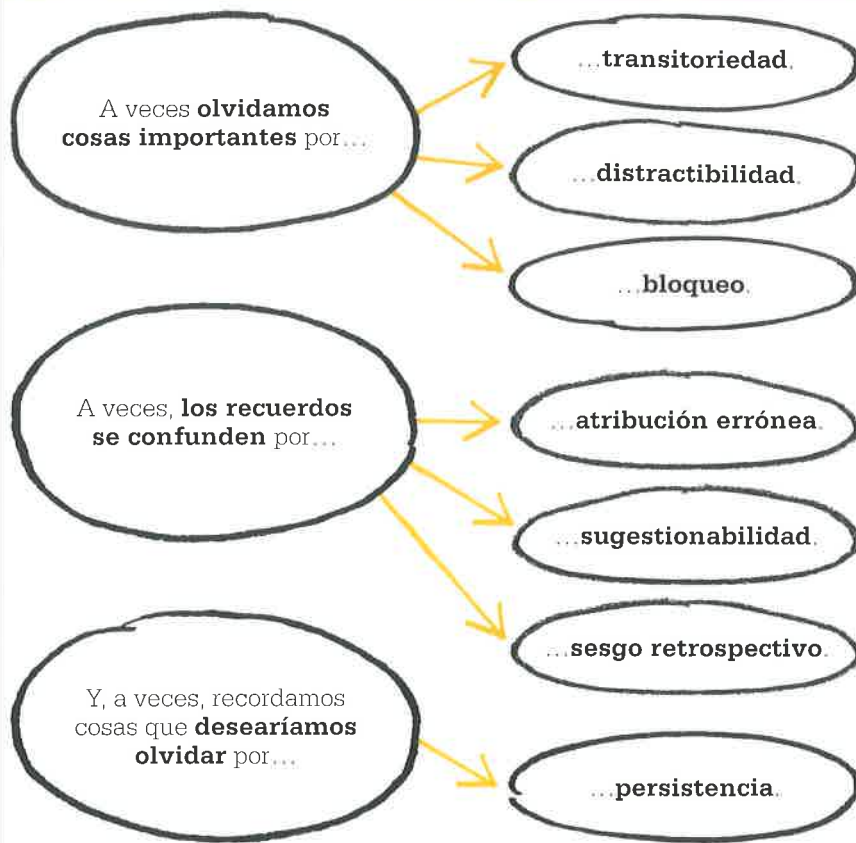 A veces olvidamos
cosas importantes por...
...transitoriedad.
...distractibilidad.
...bloqueo.
A veces, los recuerdos
se confunden por...
...atribución errónea.
...sugestionabilidad.
...sesgo retrospectivo.
Y, a veces, recordamos
cosas que desearíamos
olvidar por...
...persistencia.